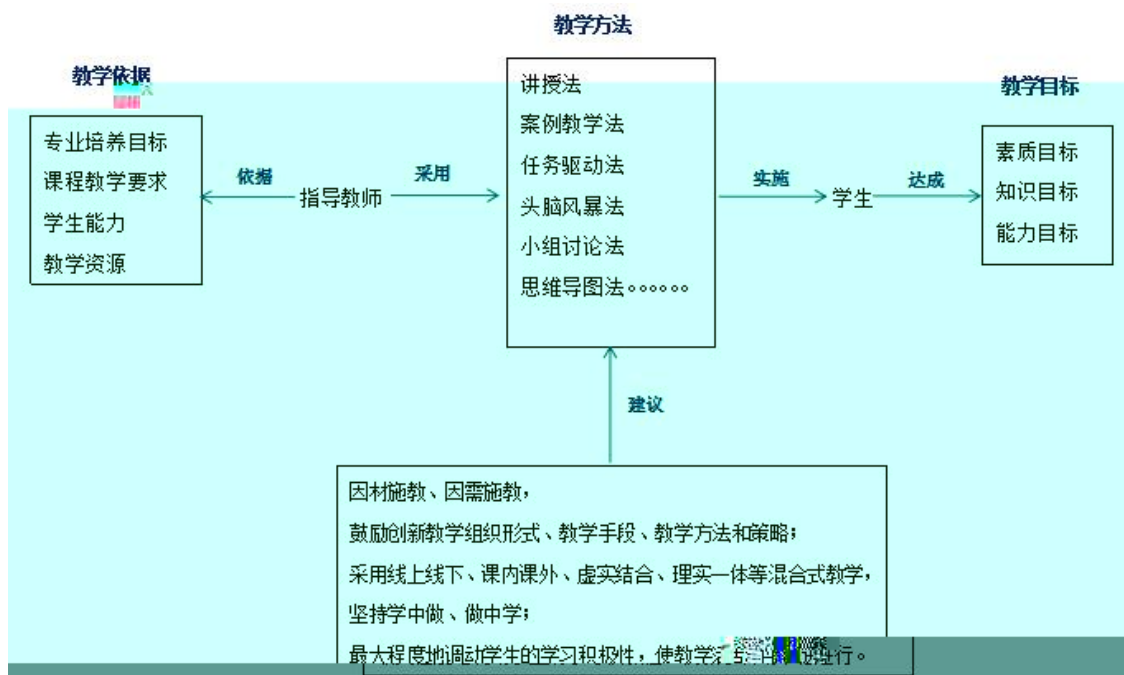 教学方法
教学依据
教学目标
专业培养目标
课程教学要求
学生能力
教学资源
依据
指导教师
采用
讲授法
案例教学法
任务驱动法
头脑风暴法
小组讨论法
思维导图法。。。。。。
实施
学生
达成
素质目标
知识目标
能力目标
建议
因材施教、因需施教，
鼓励创新教学组织形式、教学手段、教学方法和策略；
采用线上线下、课内课外、虚实结合、理实一体等混合式教学，
坚持学中做、做中学；
最大程度地调动学生的学习积极性，使教学行。